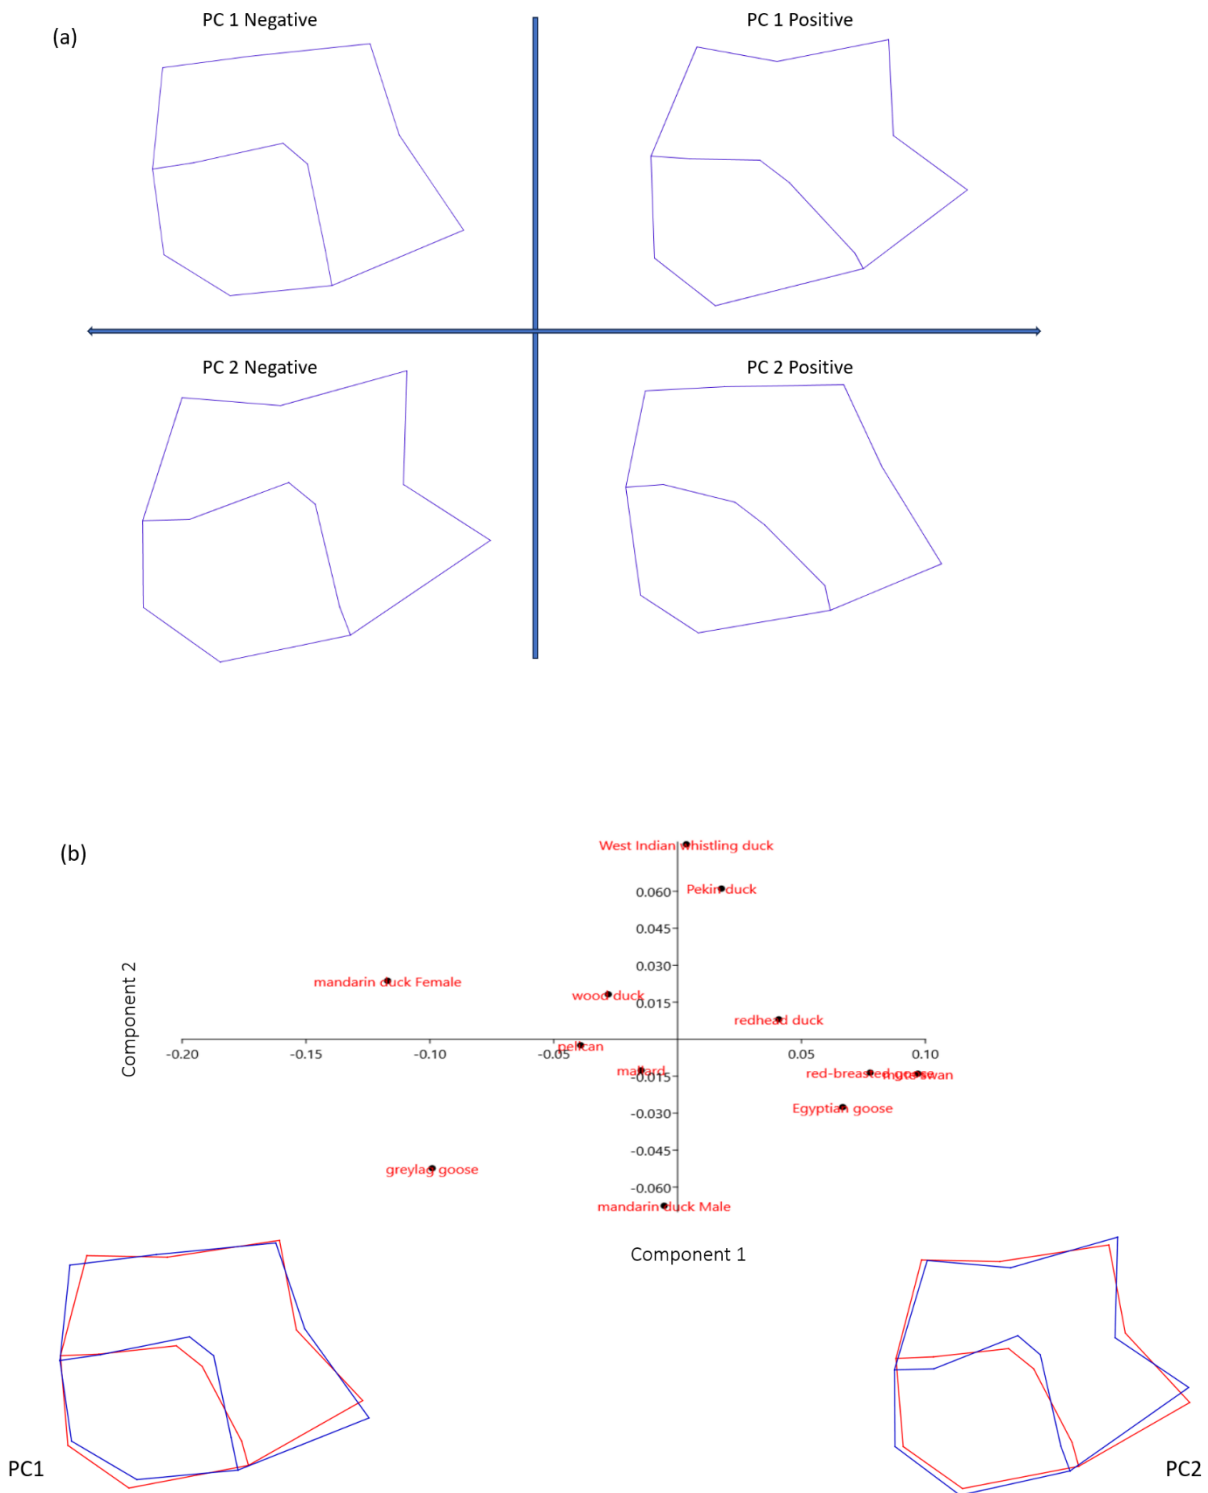 (a)
PC 1 Negative
PC 1 Positive
PC 2 Negative
PC 2 Positive
(b)
West Indian whistling duck
Pekin duck
0.060
0.045
0.030
mandarin duck Female
wood duck
0.015
redhead duck
Component 2
-0.20
-0.15
-0.10
-0.05
0.05
0.10
pelican
mallard
-0.015
red-breasted goose
mute swan
-0.030
Egyptian goose
-0.045
greylag goose
-0.060
mandarin duck Male
Component 1
PC1
PC2